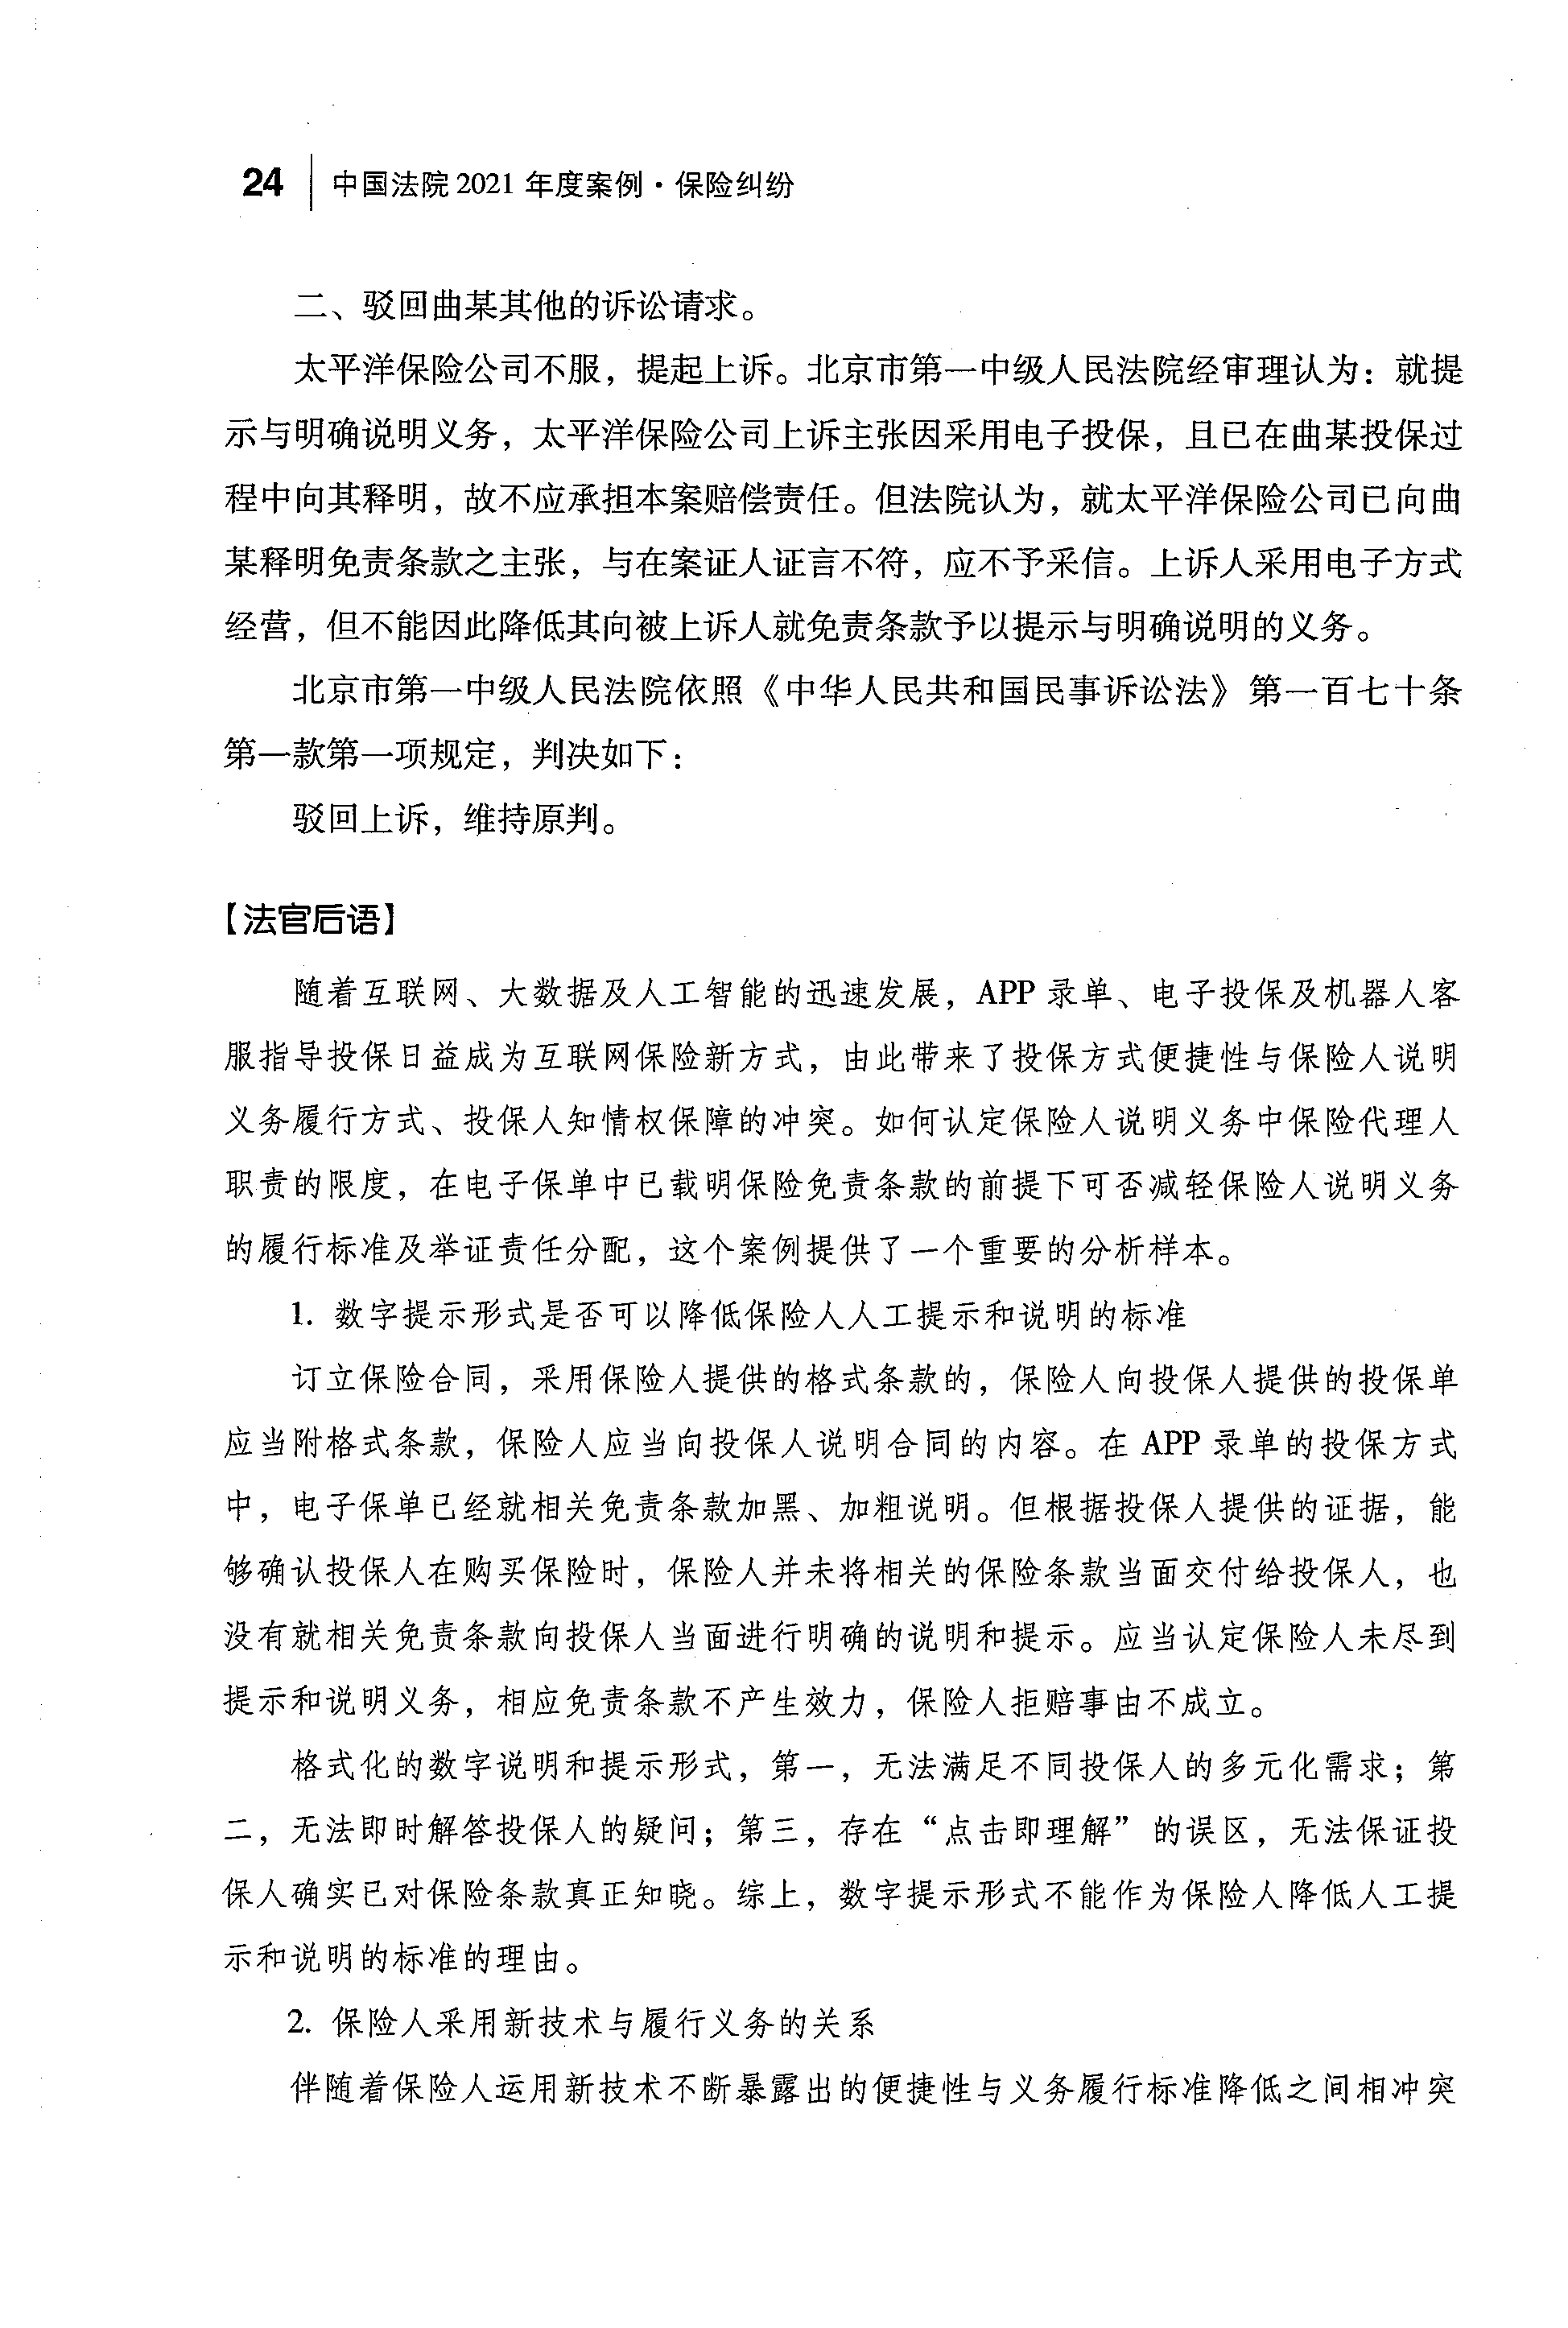 24 中国法院 2021 年度案例·保险纠纷
二、驳回曲某其他的诉讼请求。
太平洋保险公司不服，提起上诉。北京市第一中级人民法院经审理认为：就提
示与明确说明义务，太平洋保险公司上诉主张因采用电子投保，且已在曲某投保过
程中向其释明，故不应承担本案赔偿责任。但法院认为，就太平洋保险公司已向曲
某释明免责条款之主张，与在案证人证言不符，应不予采信。上诉人采用电子方式
经营，但不能因此降低其向被上诉人就免责条款予以提示与明确说明的义务。
北京市第一中级人民法院依照《中华人民共和国民事诉讼法》第一百七十条
第一款第一项规定，判决如下：
驳回上诉，维持原判。
【法官后语】
随着互联网、大数据及人工智能的迅速发展，APP 录单、电子投保及机器人客
服指导投保日益成为互联网保险新方式，由此带来了投保方式便捷性与保险人说明
义务履行方式、投保人知情权保障的冲突。如何认定保险人说明义务中保险代理人
职责的限度，在电子保单中已载明保险免责条款的前提下可否减轻保险人说明义务
的履行标准及举证责任分配，这个案例提供了一个重要的分析样本。
1. 数字提示形式是否可以降低保险人人工提示和说明的标准
订立保险合同，采用保险人提供的格式条款的，保险人向投保人提供的投保单
应当附格式条款，保险人应当向投保人说明合同的内容。在 APP 录单的投保方式
中，电子保单已经就相关免责条款加黑、加粗说明。但根据投保人提供的证据，能
够确认投保人在购买保险时，保险人并未将相关的保险条款当面交付给投保人，也
没有就相关免责条款向投保人当面进行明确的说明和提示。应当认定保险人未尽到
提示和说明义务，相应免责条款不产生效力，保险人拒赔事由不成立。
格式化的数字说明和提示形式，第一，无法满足不同投保人的多元化需求；第
二，无法即时解答投保人的疑问；第三，存在“点击即理解”的误区，无法保证投
保人确实已对保险条款真正知晓。综上，数字提示形式不能作为保险人降低人工提
示和说明的标准的理由。
2. 保险人采用新技术与履行义务的关系
伴随着保险人运用新技术不断暴露出的便捷性与义务履行标准降低之间相冲突